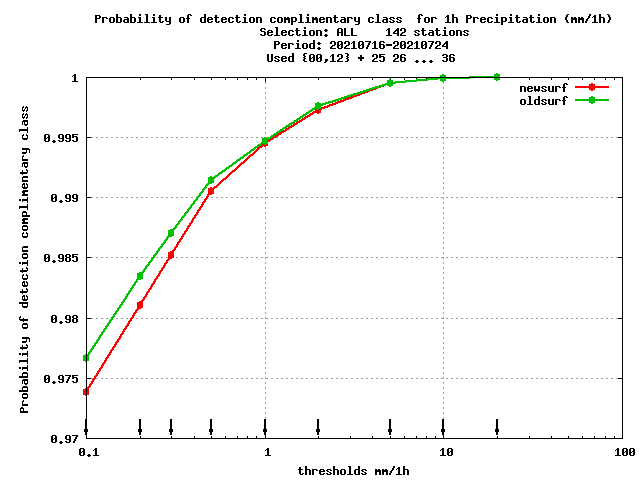 Probability of detection complimentary class  for 1h Precipitation (mm/1h)
Selection: ALL    142 stations
Period: 20210716-20210724
Used {00,12} + 25 26 ... 36
newsurf
oldsurf
Probability of detection complimentary class
1
0.995
0.99
0.985
0.98
0.975
0.97
0.1
1
10
100
thresholds mm/1h